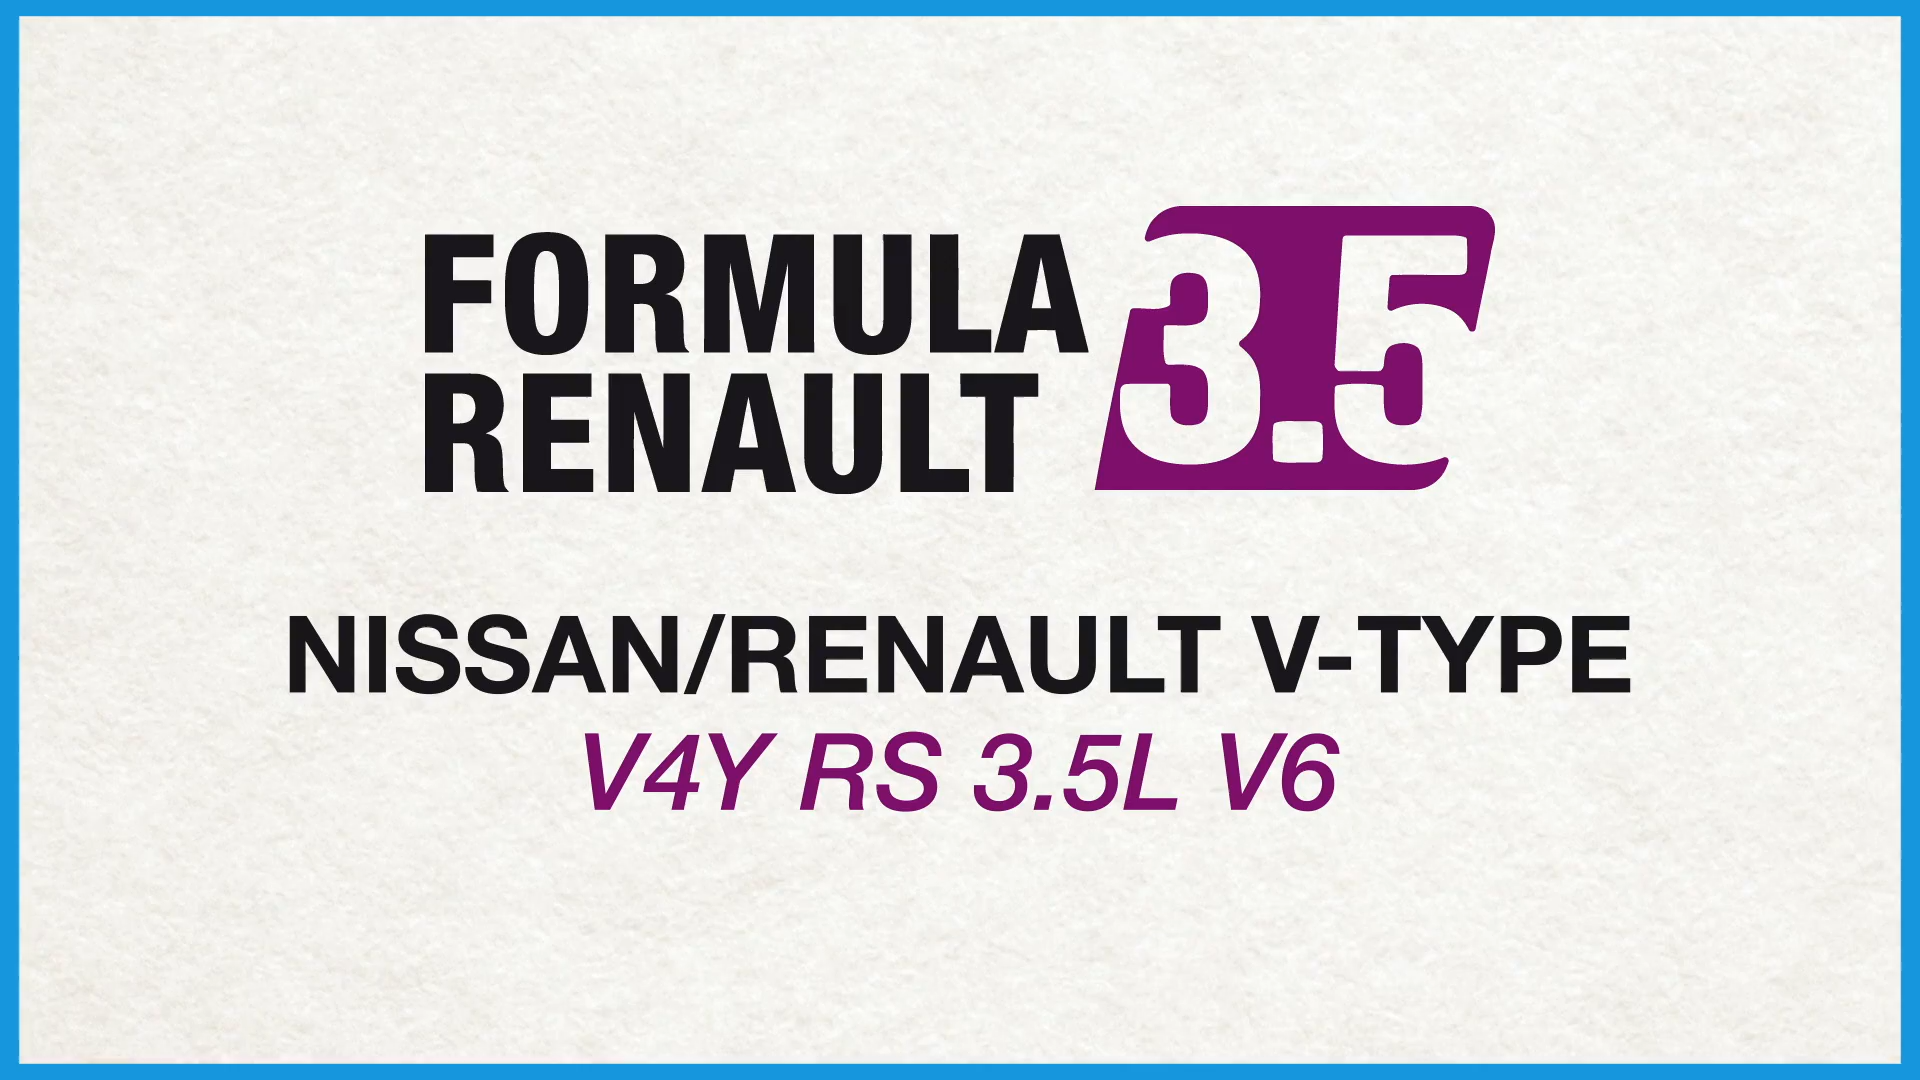 FORMULA
RENAULT
3.5
NISSAN/RENAULT V-TYPE
V4Y RS 3.5L V6